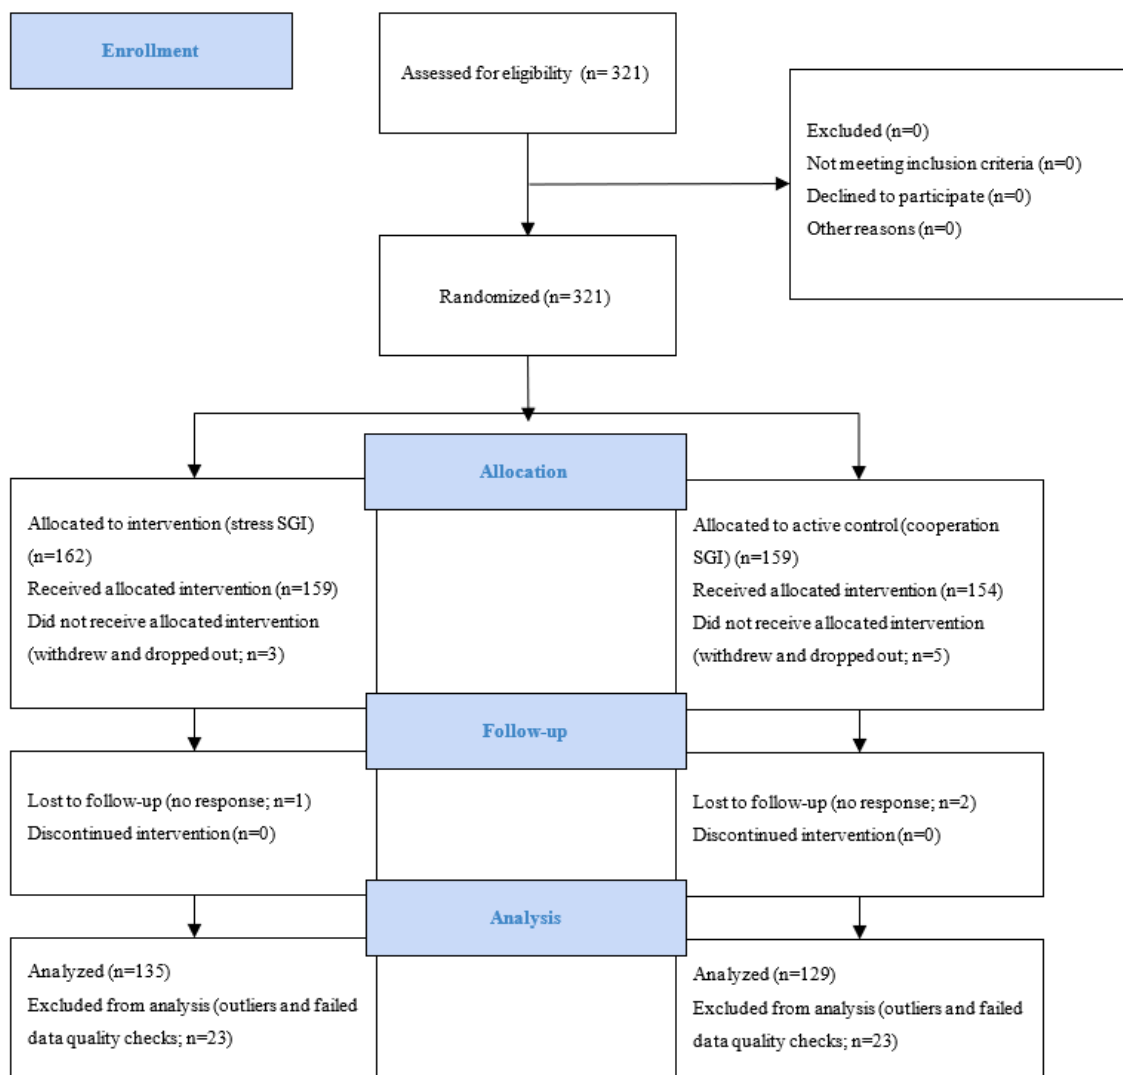 Enrollment
Assessed for eligibility (n= 321)
Excluded (n=0)
Not meeting inclusion criteria (n=0)
Declined to participate (n=0)
Other reasons (n=0)
Randomized (n=321)
Allocation
Allocated to intervention (stress SGI)
(n=162)
Received allocated intervention (n=159)
Did not receive allocated intervention
(withdrew and dropped out; n=3)
Allocated to active control (cooperation
SGI) (n=159)
Received allocated intervention (n=154)
Did not receive allocated intervention
(withdrew and dropped out; n=5)
Follow-up
Lost to follow-up (no response; n=1)
Discontinued intervention (n=0)
Lost to follow-up (no response; n=2)
Discontinued intervention (n=0)
Analysis
Analyzed (n=135)
Excluded from analysis (outliers and failed
data quality checks; n=23)
Analyzed (n=129)
Excluded from analysis (outliers and failed
data quality checks; n=23)